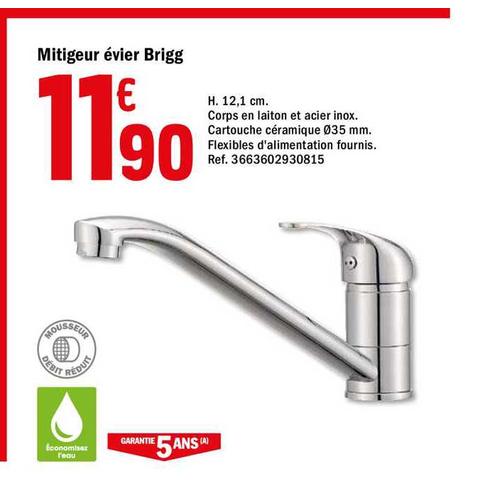 Mitigeur évier Brigg
11€90
H. 12,1 cm.
Corps en laiton et acier inox.
Cartouche céramique Ø35 mm.
Flexibles d'alimentation fournis.
Ref. 3663602930815
MOUSSEUR
DÉBIT RÉDUIT
économisez
l'eau
GARANTIE 5 ANS (A)